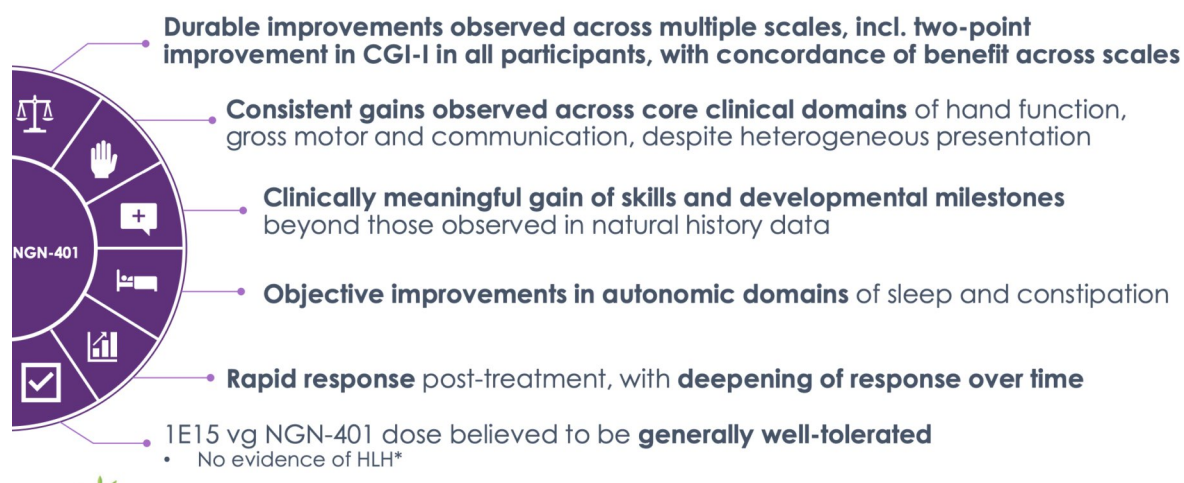 Durable improvements observed across multiple scales, incl. two-point
improvement in CGI-I in all participants, with concordance of benefit across scales
Consistent gains observed across core clinical domains of hand function,
gross motor and communication, despite heterogeneous presentation
Clinically meaningful gain of skills and developmental milestones
beyond those observed in natural history data
NGN-401
Objective improvements in autonomic domains of sleep and constipation
Rapid response post-treatment, with deepening of response over time
1E15 vg NGN-401 dose believed to be generally well-tolerated
• No evidence of HLH*